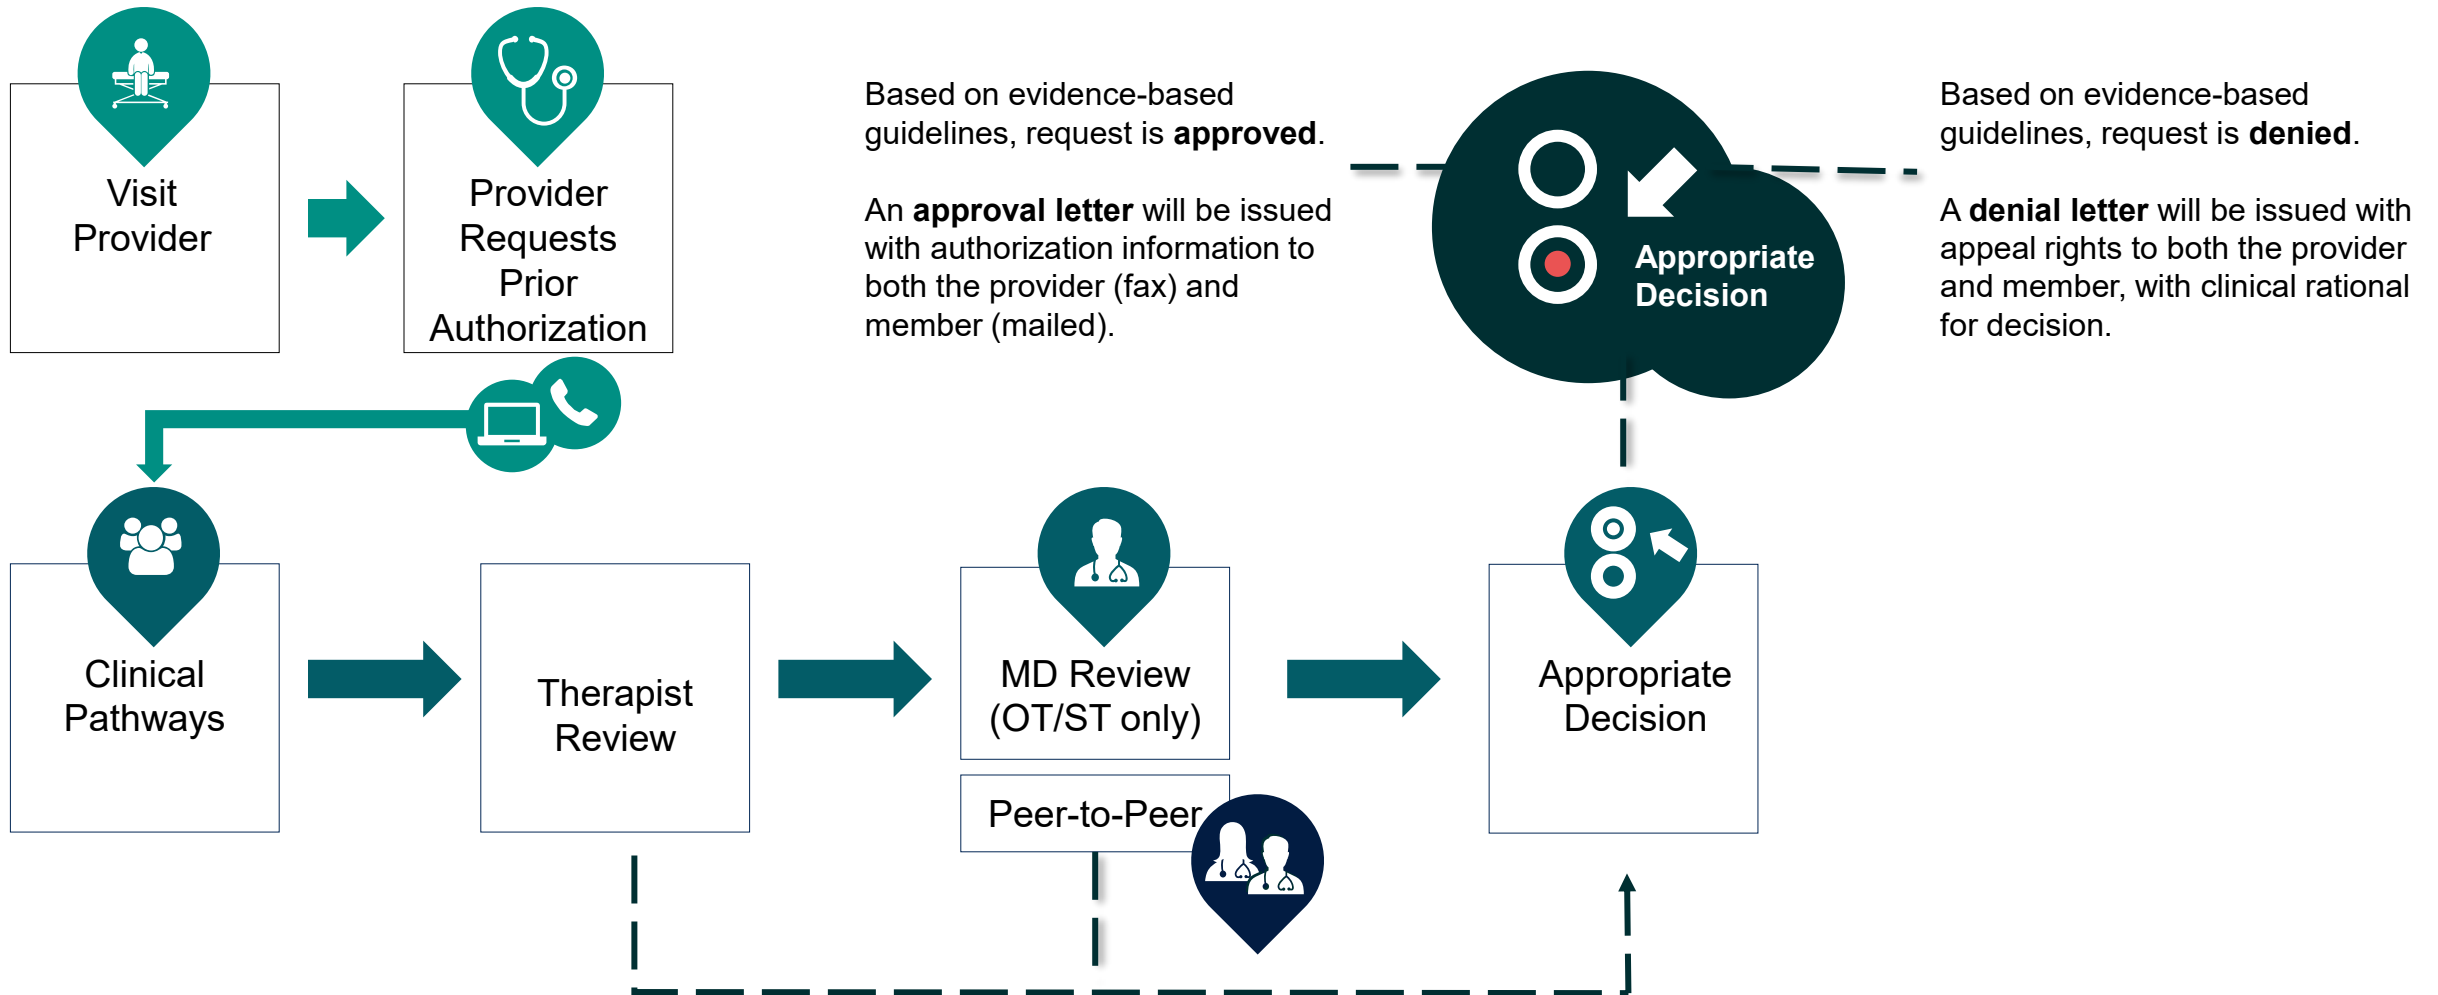 Visit
Provider
Provider
Requests
Prior
Authorization
Based on evidence-based
guidelines, request is approved.
An approval letter will be issued
with authorization information to
both the provider (fax) and
member (mailed).
Appropriate
Decision
Based on evidence-based
guidelines, request is denied.
A denial letter will be issued with
appeal rights to both the provider
and member, with clinical rational
for decision.
Clinical
Pathways
Therapist
Review
MD Review
(OT/ST only)
Peer-to-Peer
Appropriate
Decision